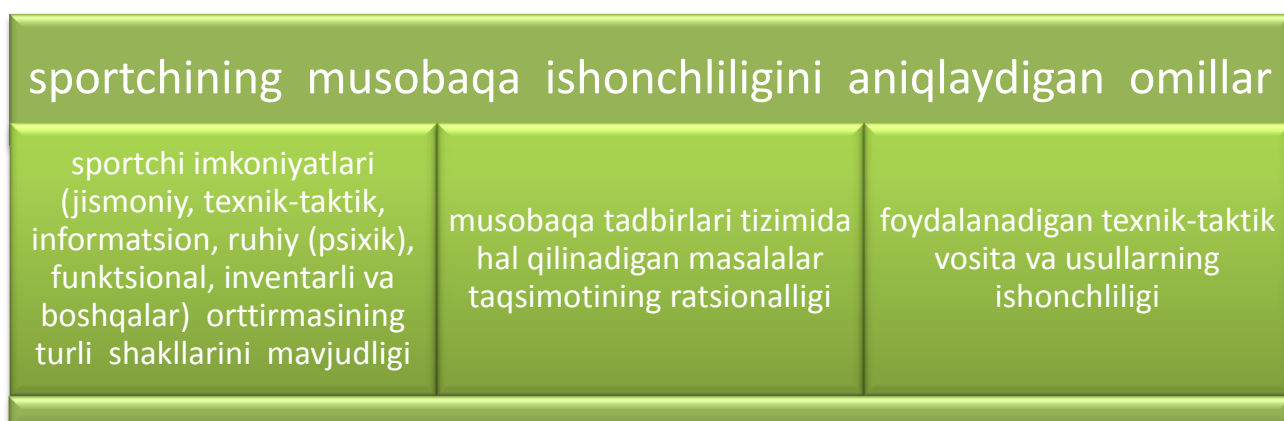 sportchining musobaqa ishonchliligini aniqlaydigan omillar
sportchi imkoniyatlari
(jismoniy, texnik-taktik,
informatsion, ruhiy (psixik),
funktsional, inventarli va
boshqalar) orttirmasining
turli shakllarini mavjudligi
musobaqa tadbirlari tizimida
hal qilinadigan masalalar
taqsimotining ratsionalligi
foydalanadigan texnik-taktik
vosita va usullarning
ishonchliligi